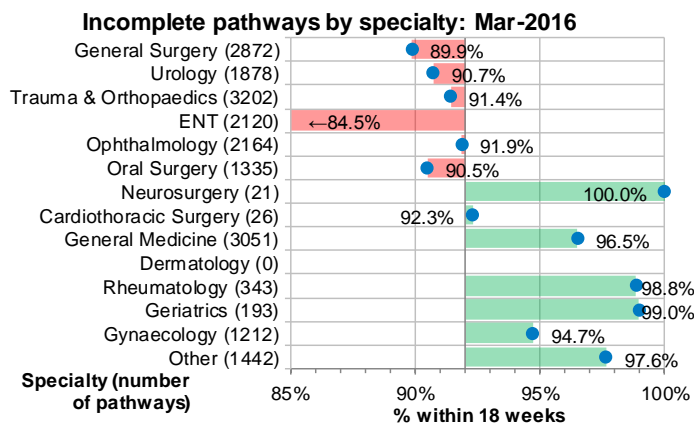 Incomplete pathways by specialty: Mar-2016
General Surgery (2872) 89.9%
Urology (1878) 90.7%
Trauma & Orthopaedics (3202) 91.4%
ENT (2120) ←84.5%
Ophthalmology (2164) 91.9%
Oral Surgery (1335) 90.5%
Neurosurgery (21) 100.0%
Cardiothoracic Surgery (26) 92.3%
General Medicine (3051) 96.5%
Dermatology (0)
Rheumatology (343) 98.8%
Geriatrics (193) 99.0%
Gynaecology (1212) 94.7%
Other (1442) 97.6%
Specialty (number of pathways)
85% 90% 95% 100%
% within 18 weeks